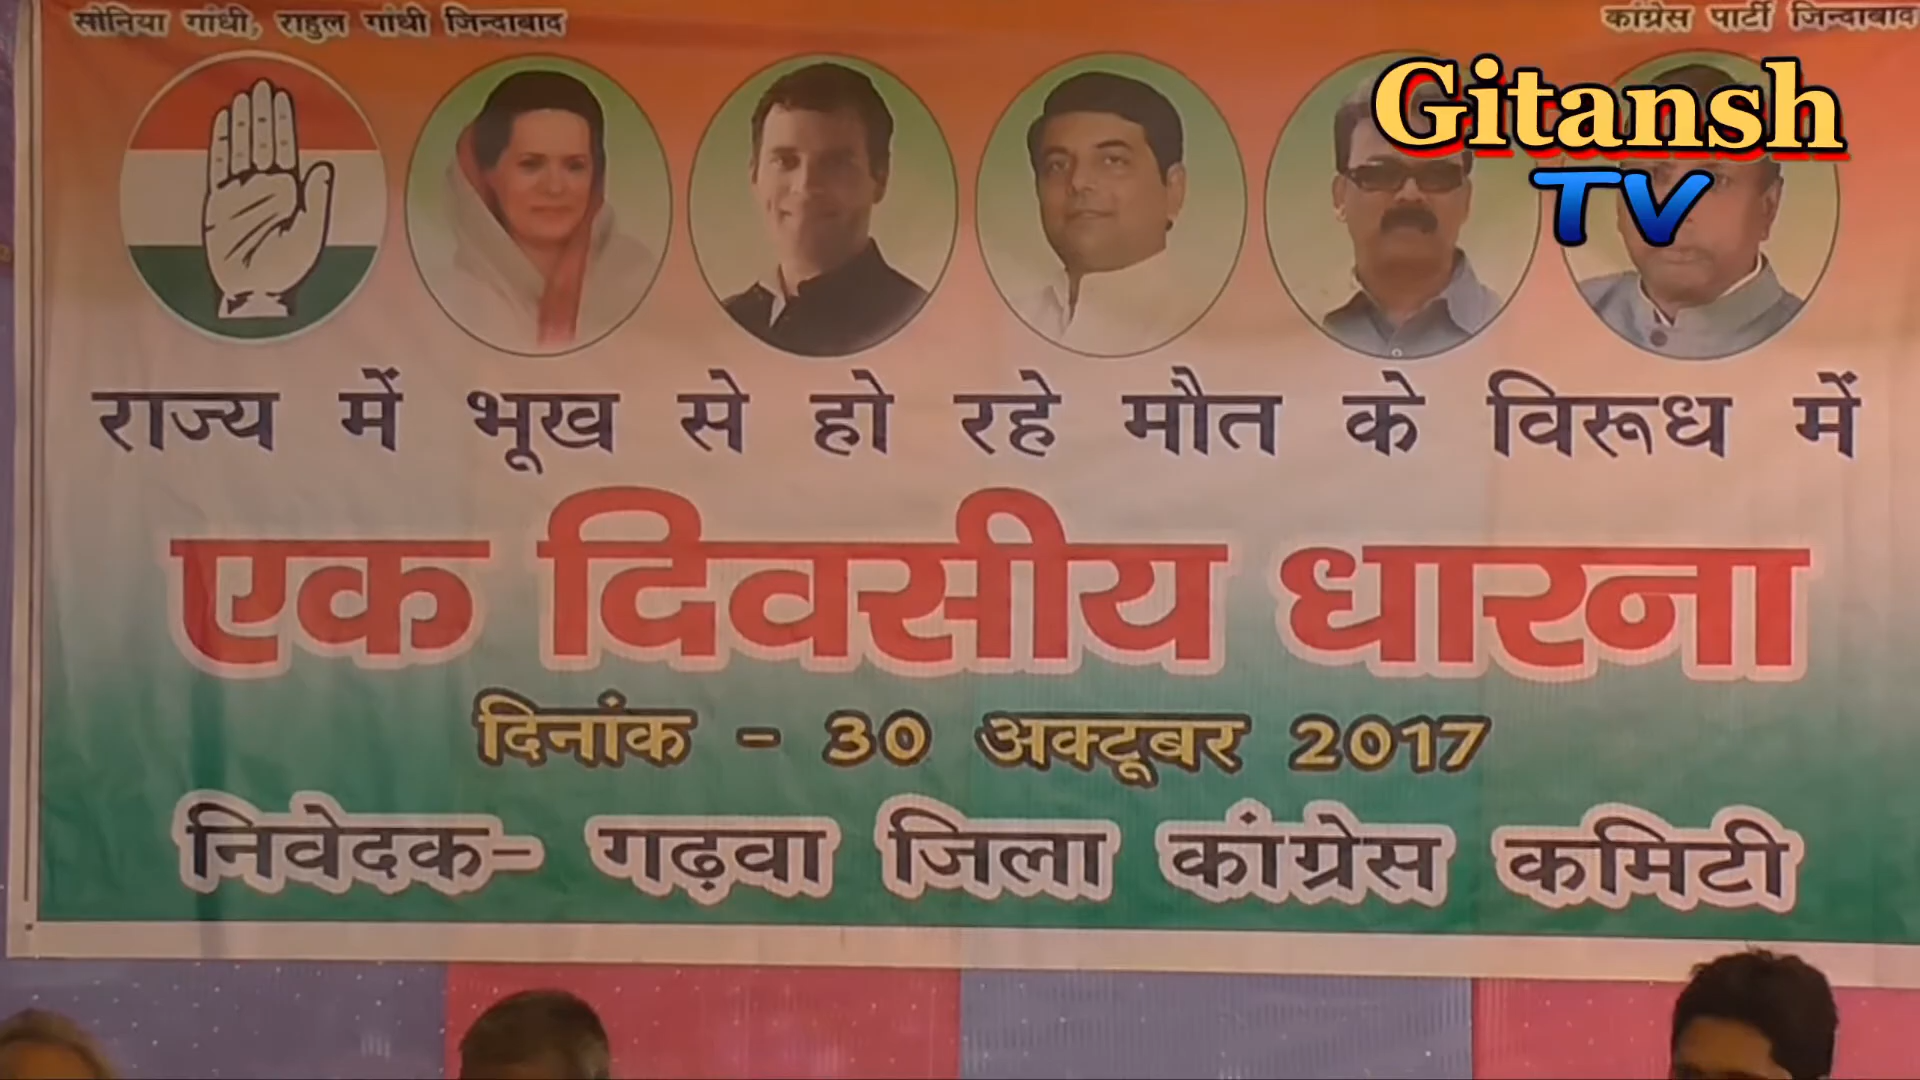 सोनिया गांधी, राहुल गांधी जिन्दाबाद
कांग्रेस पार्टी जिन्दाबाद
Gitansh
TV
राज्य में भूख से हो रहे मौत के विरूध में
एक दिवसीय धारना
दिनांक - 30 अक्टूबर 2017
निवेदक- गढ़वा जिला कांग्रेस कमिटी